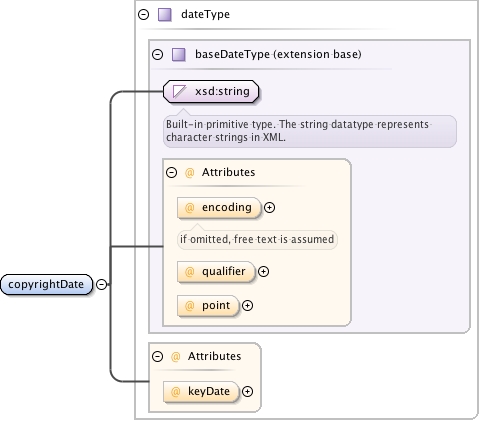 dateType
baseDateType (extension base)
xsd:string
Built-in primitive type. The string datatype represents
character strings in XML.
@ Attributes
@ encoding
if omitted, free text is assumed
@ qualifier
@ point
copyrightDate
@ Attributes
@ keyDate